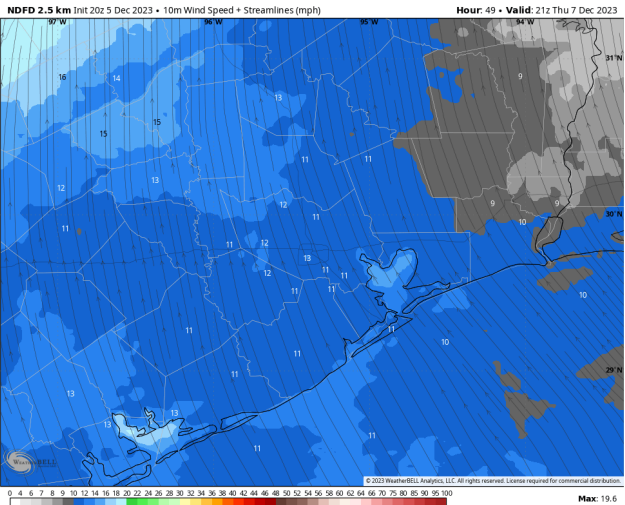 NDFD 2.5 km Init 20z 5 Dec 2023 • 10m Wind Speed + Streamlines (mph) Hour: 49 • Valid: 21z Thu 7 Dec 2023
97°W 96°W 95°W 94°W
31°N
16 14 9
13
15
15
11 11
13
12
12 9 9
11 30°N
10
11
11 12
13
12 11 11
11 11
10
11 11
10
11
29°N
11
13
13
13
11
11
WeatherBELL
© 2023 WeatherBELL Analytics, LLC. All rights reserved. License required for commercial distribution.
0 4 6 7 8 9 10 12 14 16 18 20 22 24 26 28 30 32 34 36 38 40 42 44 46 48 50 52 54 56 58 60 65 70 75 80 85 90 95 100
Max: 19.6